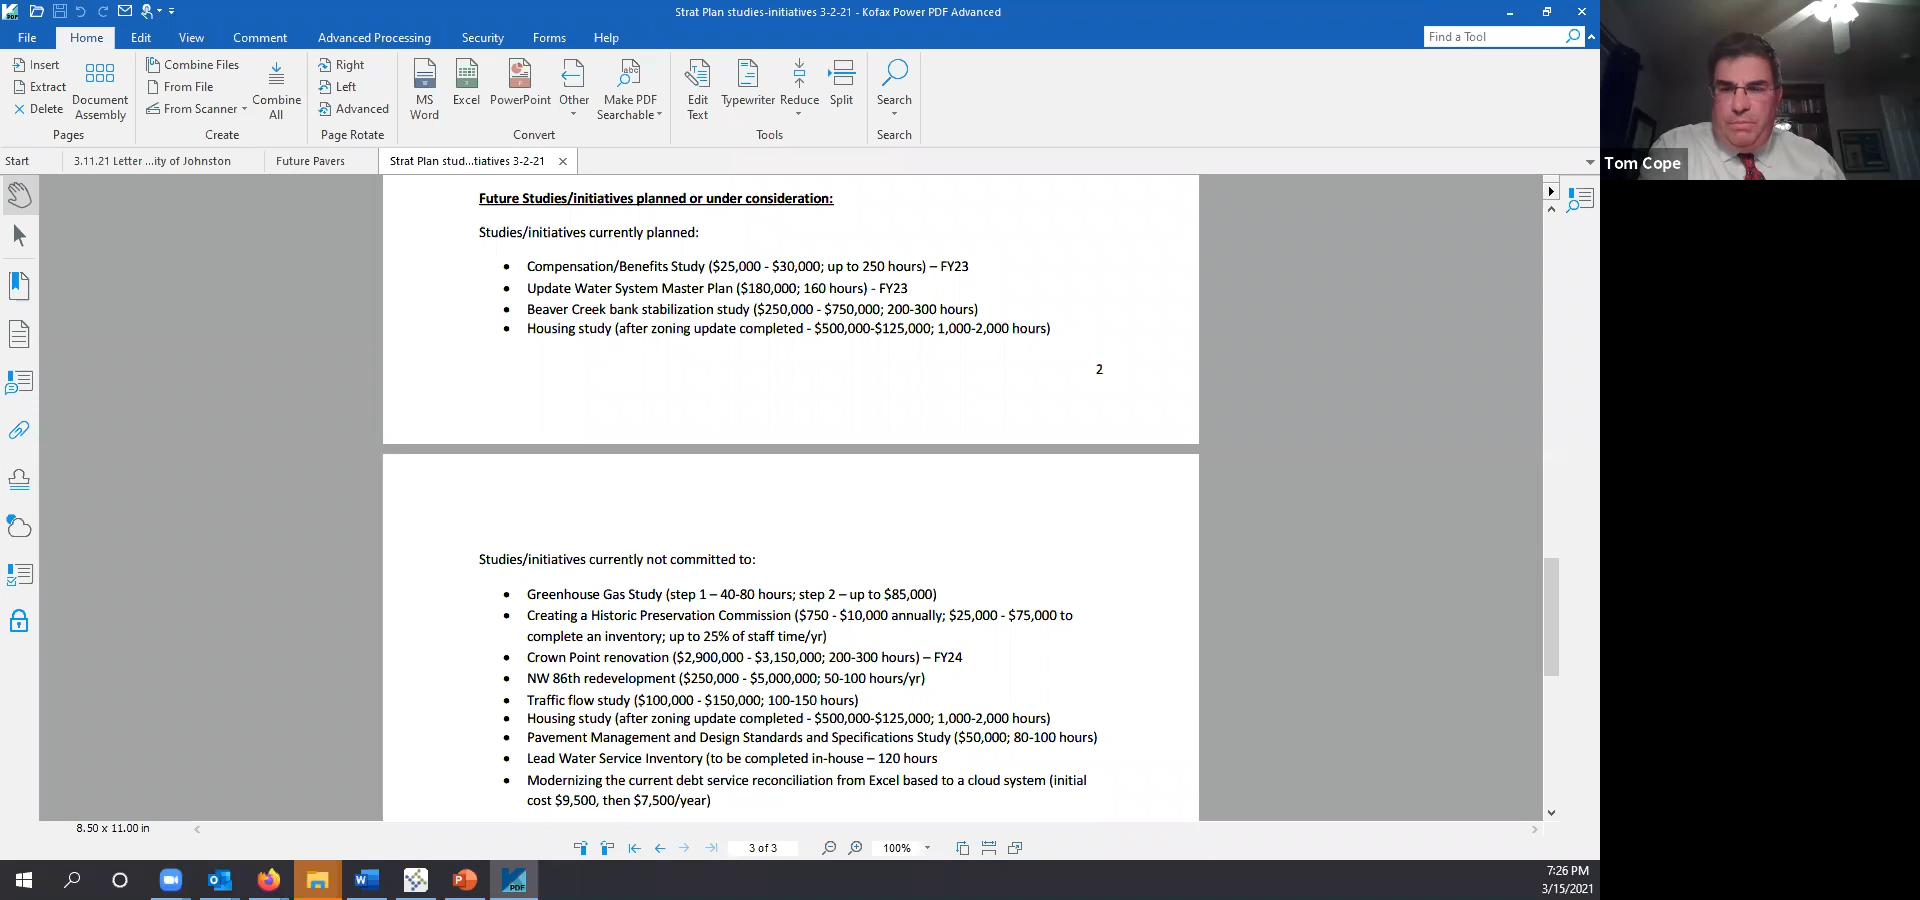 Strat Plan studies-initiatives 3-2-21 - Kofax Power PDF Advanced
File Home Edit View Comment Advanced Processing Security Forms Help
Find a Tool
Insert
Extract
Delete
Document
Assembly
Pages
Combine Files
From File
From Scanner
Combine
All
Create
Right
Left
Advanced
Page Rotate
MS
Word
Excel
PowerPoint
Other
Make PDF
Searchable
Convert
Edit
Text
Typewriter
Reduce
Split
Tools
Search
Search
Start
3.11.21 Letter ...ity of Johnston
Future Pavers
Strat Plan stud...tiatives 3-2-21
Tom Cope
Future Studies/initiatives planned or under consideration:
Studies/initiatives currently planned:
• Compensation/Benefits Study ($25,000 - $30,000; up to 250 hours) – FY23
• Update Water System Master Plan ($180,000; 160 hours) - FY23
• Beaver Creek bank stabilization study ($250,000 - $750,000; 200-300 hours)
• Housing study (after zoning update completed - $500,000-$125,000; 1,000-2,000 hours)
2
Studies/initiatives currently not committed to:
• Greenhouse Gas Study (step 1 – 40-80 hours; step 2 – up to $85,000)
• Creating a Historic Preservation Commission ($750 - $10,000 annually; $25,000 - $75,000 to
complete an inventory; up to 25% of staff time/yr)
• Crown Point renovation ($2,900,000 - $3,150,000; 200-300 hours) – FY24
• NW 86th redevelopment ($250,000 - $5,000,000; 50-100 hours/yr)
• Traffic flow study ($100,000 - $150,000; 100-150 hours)
• Housing study (after zoning update completed - $500,000-$125,000; 1,000-2,000 hours)
• Pavement Management and Design Standards and Specifications Study ($50,000; 80-100 hours)
• Lead Water Service Inventory (to be completed in-house – 120 hours
• Modernizing the current debt service reconciliation from Excel based to a cloud system (initial
cost $9,500, then $7,500/year)
8.50 x 11.00 in
3 of 3
100%
7:26 PM
3/15/2021